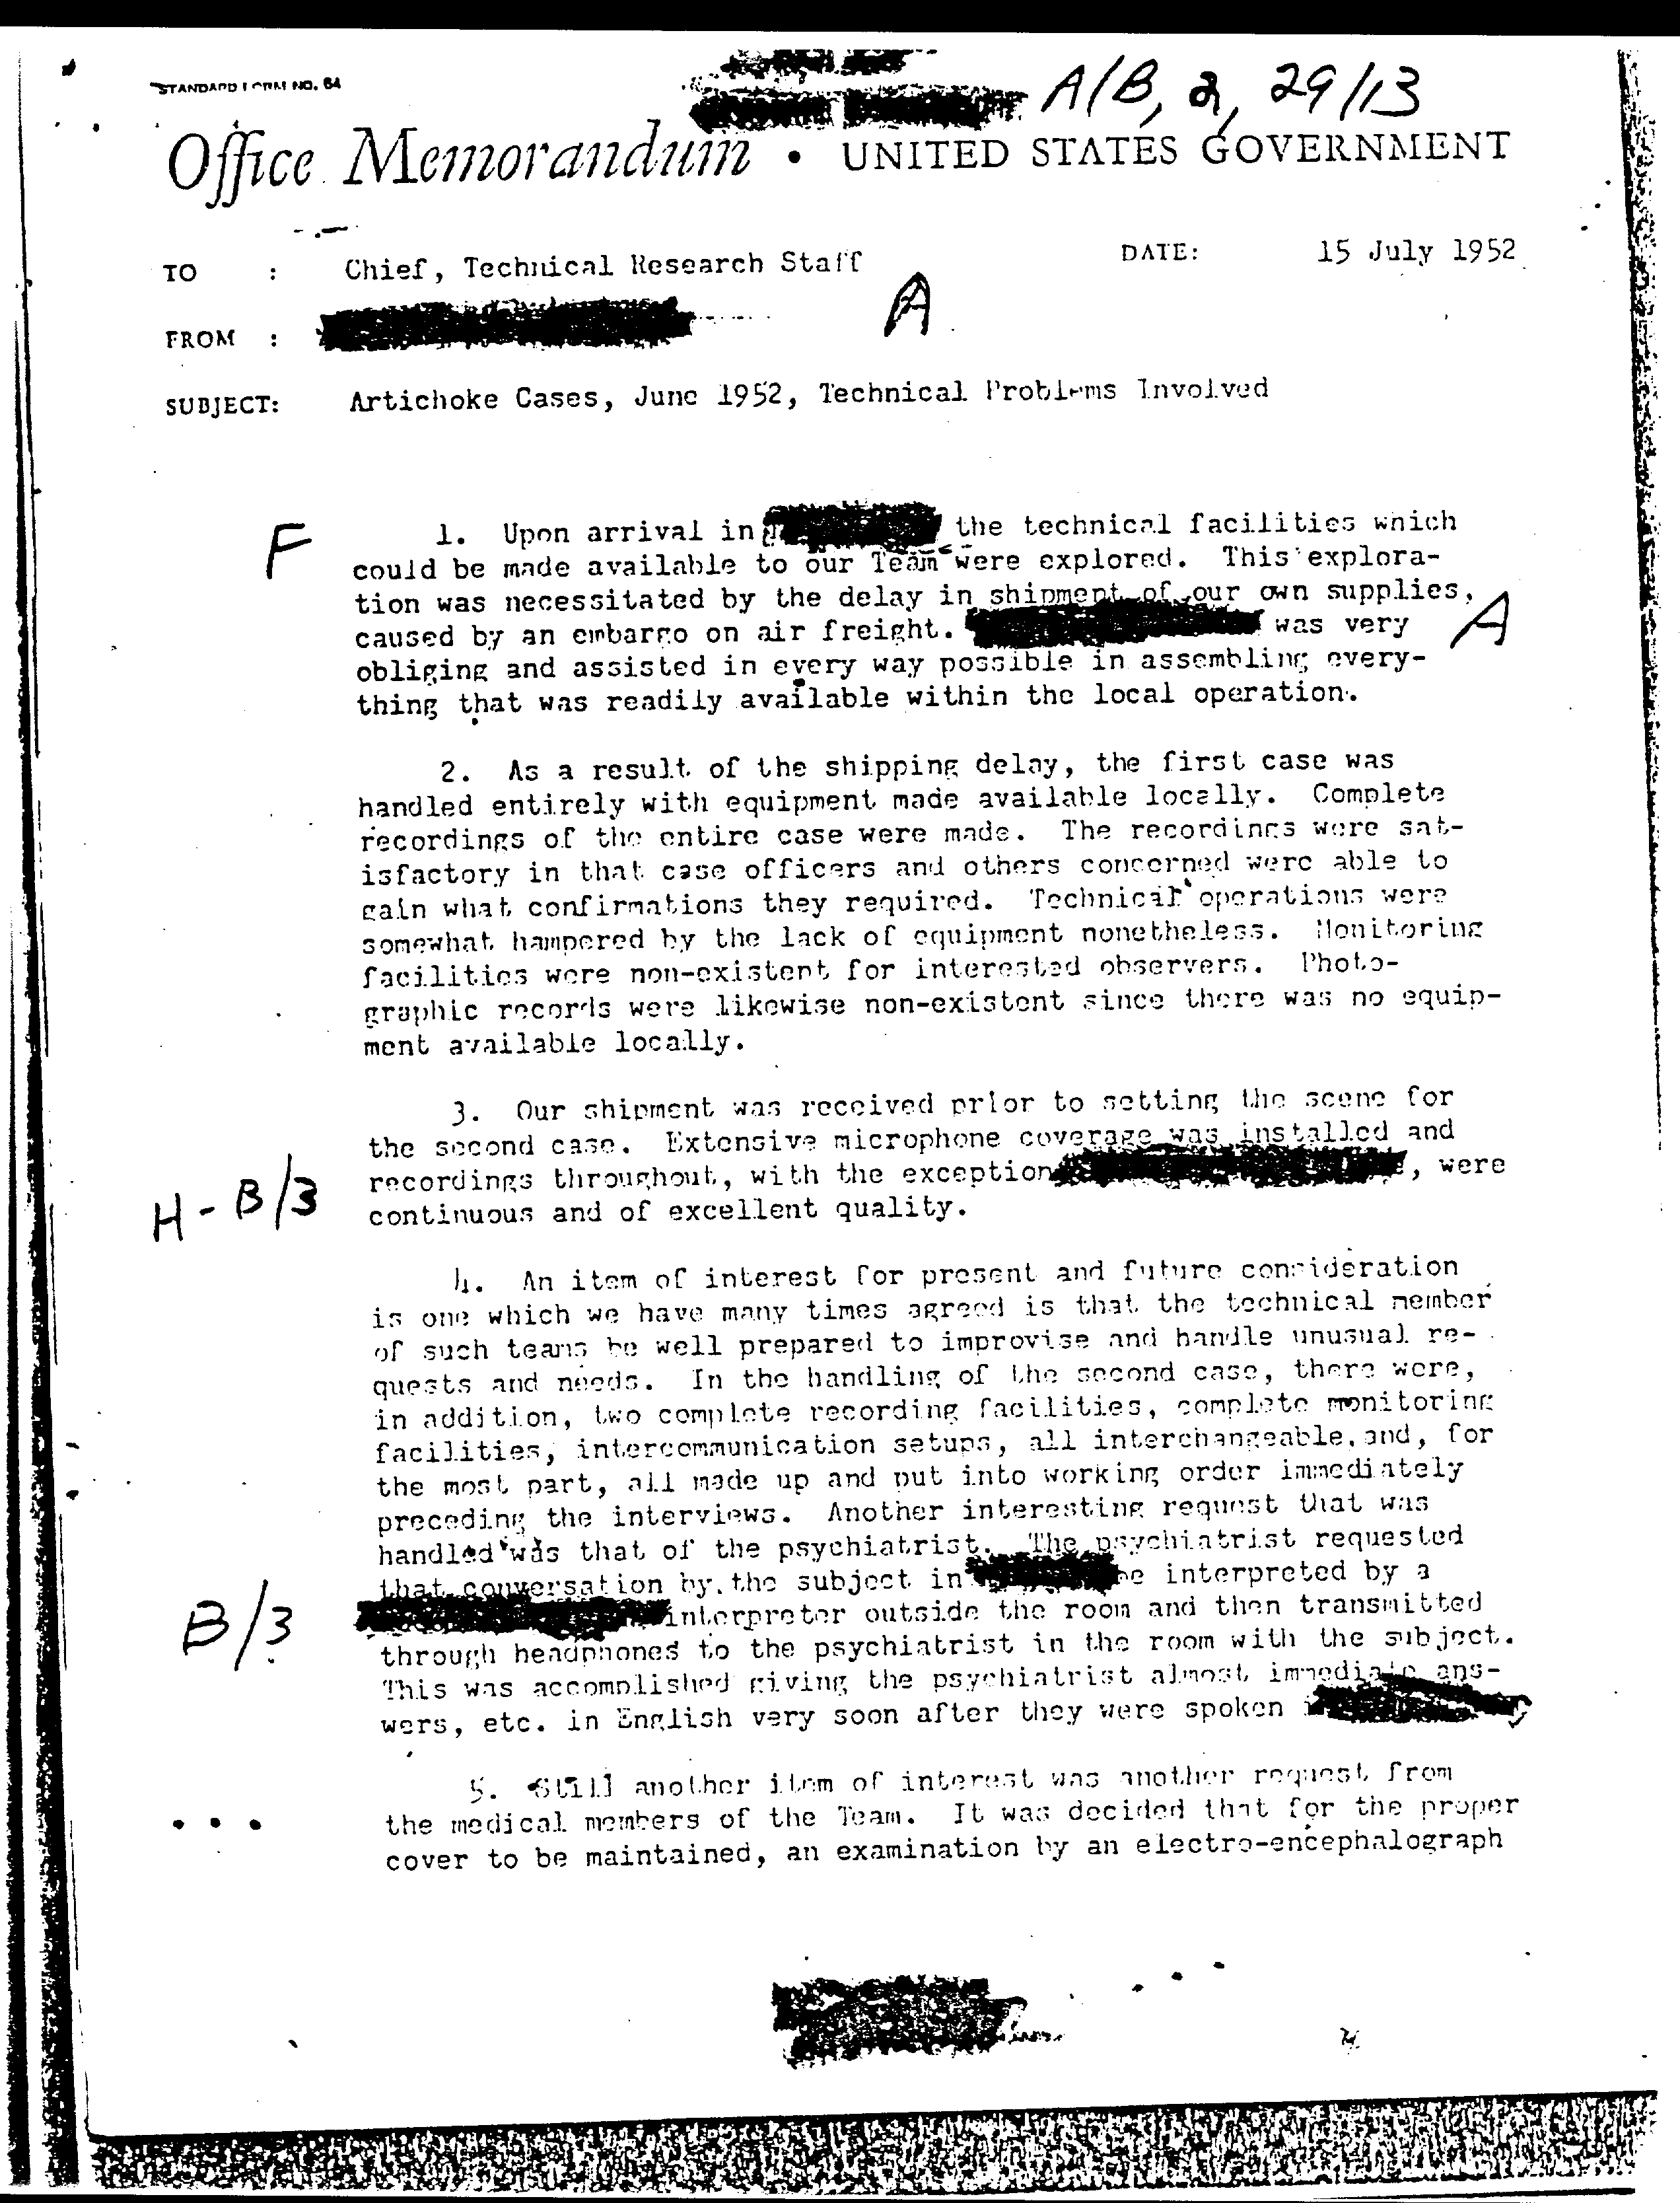 STANDARD FORM NO. 64
A/B, 2, 29/13
Office Memorandum • UNITED STATES GOVERNMENT
TO : Chief, Technical Research Staff DATE: 15 July 1952
FROM : A
SUBJECT: Artichoke Cases, June 1952, Technical Problems Involved
F 1. Upon arrival in the technical facilities which
could be made available to our Team were explored. This explora-
tion was necessitated by the delay in shipment of our own supplies,
caused by an embargo on air freight. was very A
obliging and assisted in every way possible in assembling every-
thing that was readily available within the local operation.
2. As a result of the shipping delay, the first case was
handled entirely with equipment made available locally. Complete
recordings of the entire case were made. The recordings were sat-
isfactory in that case officers and others concerned were able to
gain what confirmations they required. Technical operations were
somewhat hampered by the lack of equipment nonetheless. Monitoring
facilities were non-existent for interested observers. Photo-
graphic records were likewise non-existent since there was no equip-
ment available locally.
3. Our shipment was received prior to setting the scene for
the second case. Extensive microphone coverage was installed and
recordings throughout, with the exception , were
H-B/3 continuous and of excellent quality.
4. An item of interest for present and future consideration
is one which we have many times agreed is that the technical member
of such teams be well prepared to improvise and handle unusual re-
quests and needs. In the handling of the second case, there were,
in addition, two complete recording facilities, complete monitoring
facilities, intercommunication setups, all interchangeable and, for
the most part, all made up and put into working order immediately
preceding the interviews. Another interesting request that was
handled was that of the psychiatrist. The psychiatrist requested
that conversation by the subject in be interpreted by a
B/3 interpreter outside the room and then transmitted
through headphones to the psychiatrist in the room with the subject.
This was accomplished giving the psychiatrist almost immediate ans-
wers, etc. in English very soon after they were spoken
5. Still another item of interest was another request from
the medical members of the Team. It was decided that for the proper
cover to be maintained, an examination by an electro-encephalograph